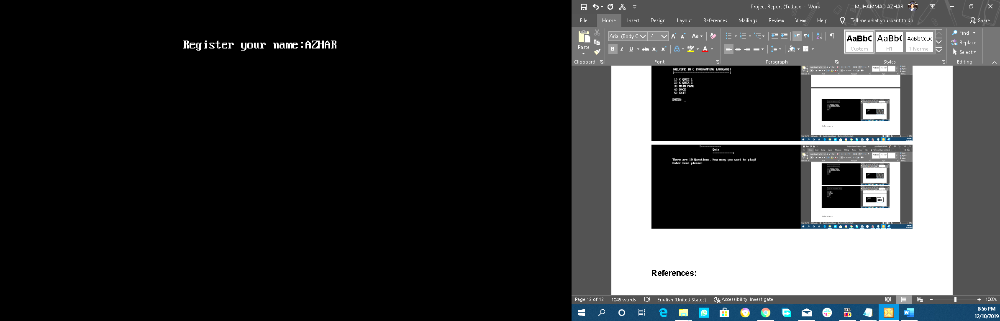 Register your name:AZHAR
Project Report (1).docx - Word
MUHAMMAD AZHAR
File Home Insert Design Layout References Mailings Review View Help Tell me what you want to do Share
Paste
Clipboard
Arial (Body C 14
Font
Paragraph
AaBbC AaBb( AaBbCcDc
Custom H1 ¶ Normal
Styles
Find
Replace
Select
Editing
|WELCOME IN C PROGRAMMING LANGUAGE|
1) C QUIZ 1
2) C QUIZ 2
3) MAIN MANU
4) BACK
5) EXIT
ENTER: _
Quiz
There are 10 Questions. How many you want to play?
Enter here please:
References:
Page 12 of 12 1045 words English (United States) Accessibility: Investigate 100%
8:56 PM
12/10/2019